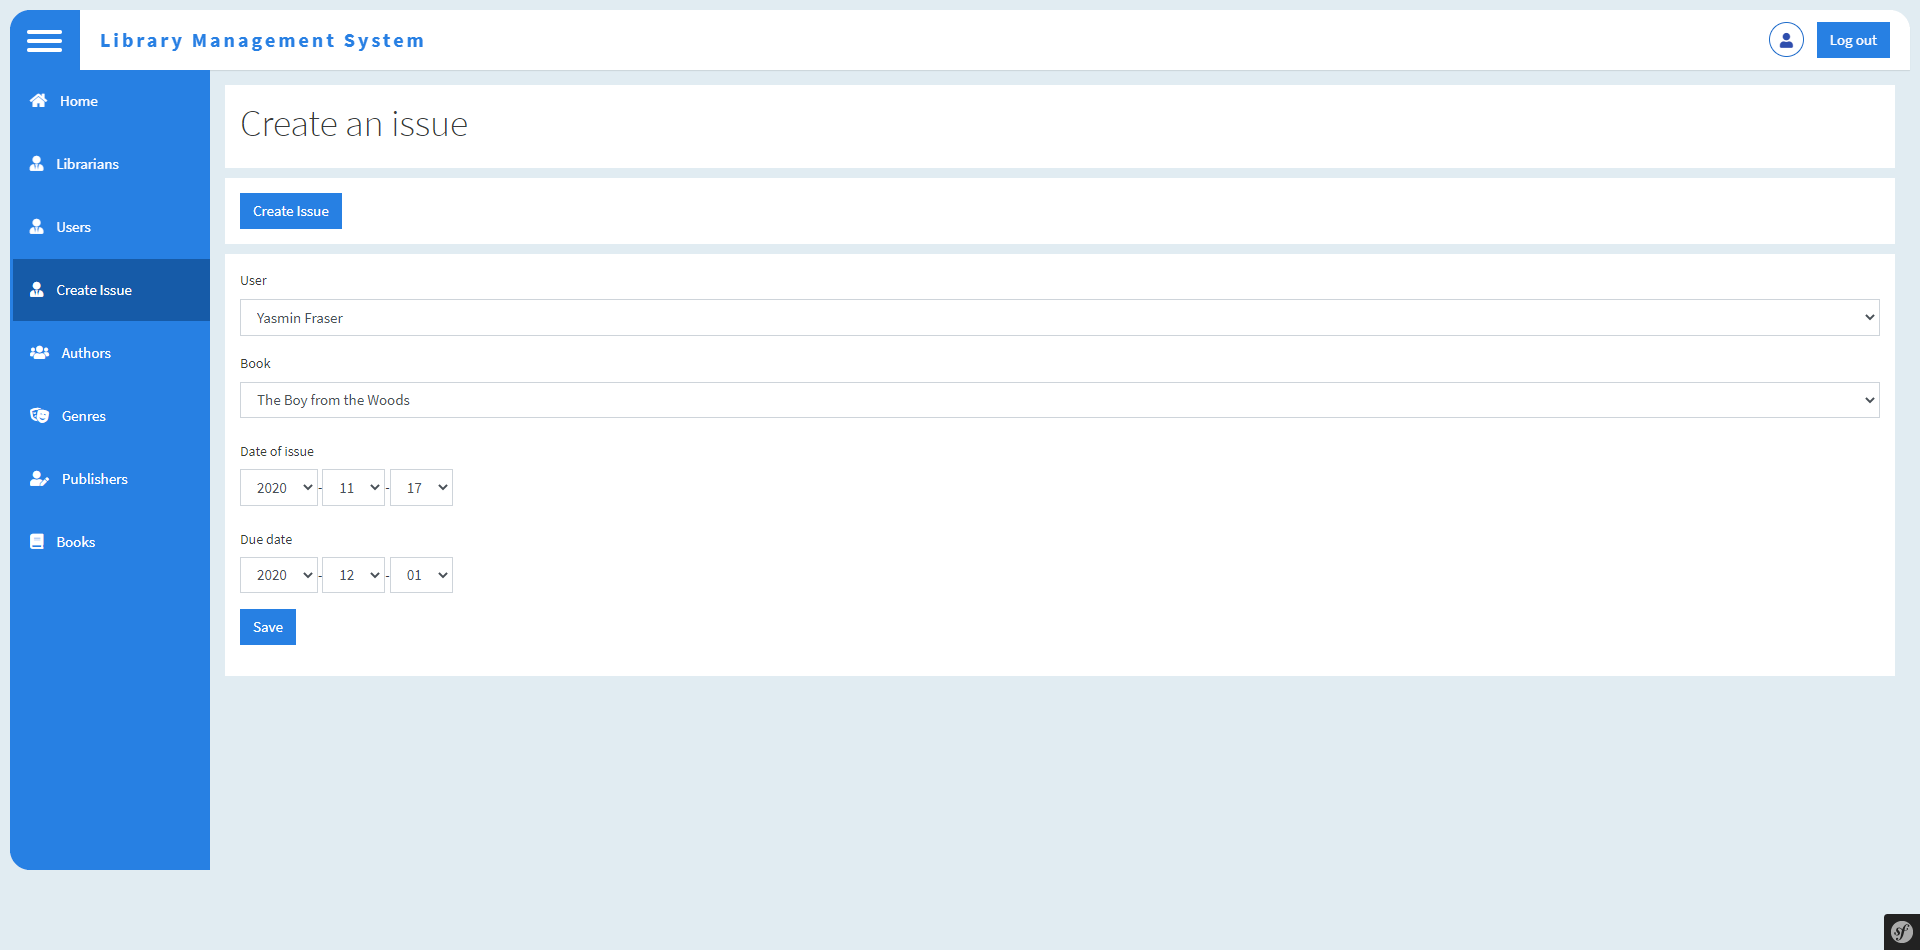 Library Management System
Log out
Home
Librarians
Users
Create Issue
Authors
Genres
Publishers
Books
Create an issue
Create Issue
User
Yasmin Fraser
Book
The Boy from the Woods
Date of issue
2020 - 11 - 17
Due date
2020 - 12 - 01
Save
sf